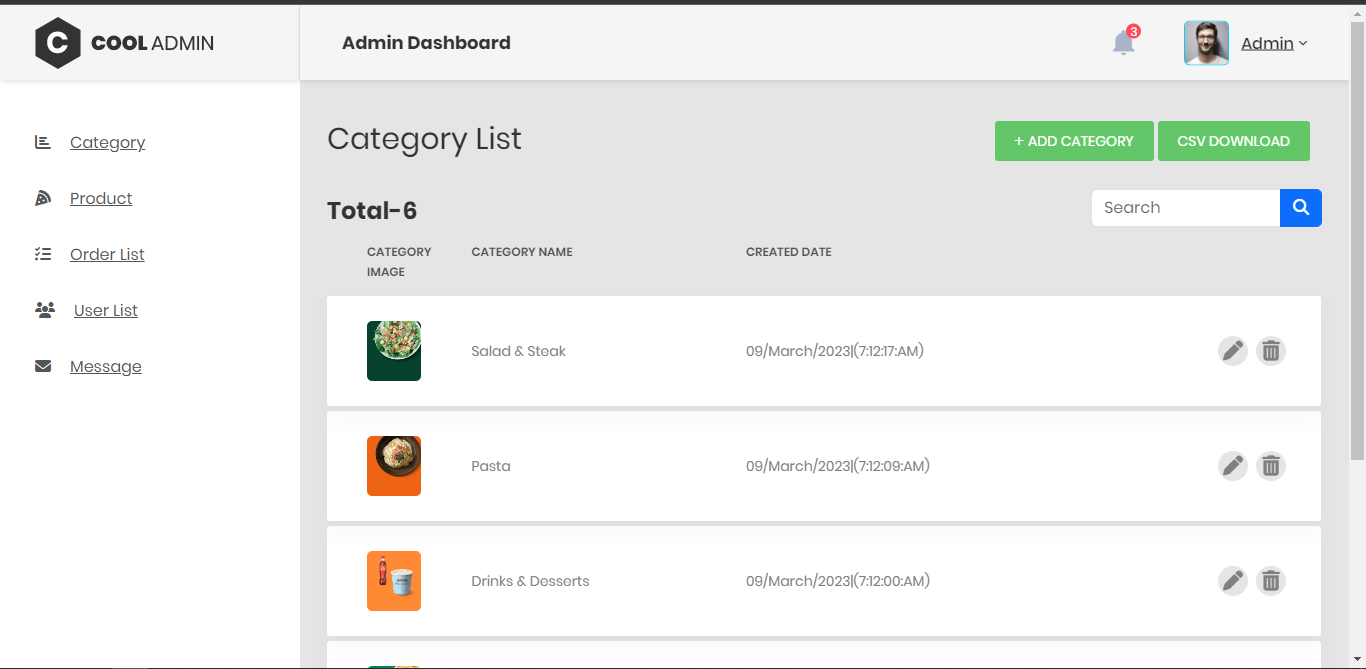 C COOL ADMIN
Admin Dashboard
3
Admin
Category
Product
Order List
User List
Message
Category List
+ ADD CATEGORY
CSV DOWNLOAD
Total-6
Search
CATEGORY IMAGE
CATEGORY NAME
CREATED DATE
Salad & Steak
09/March/2023|(7:12:17:AM)
Pasta
09/March/2023|(7:12:09:AM)
Drinks & Desserts
09/March/2023|(7:12:00:AM)